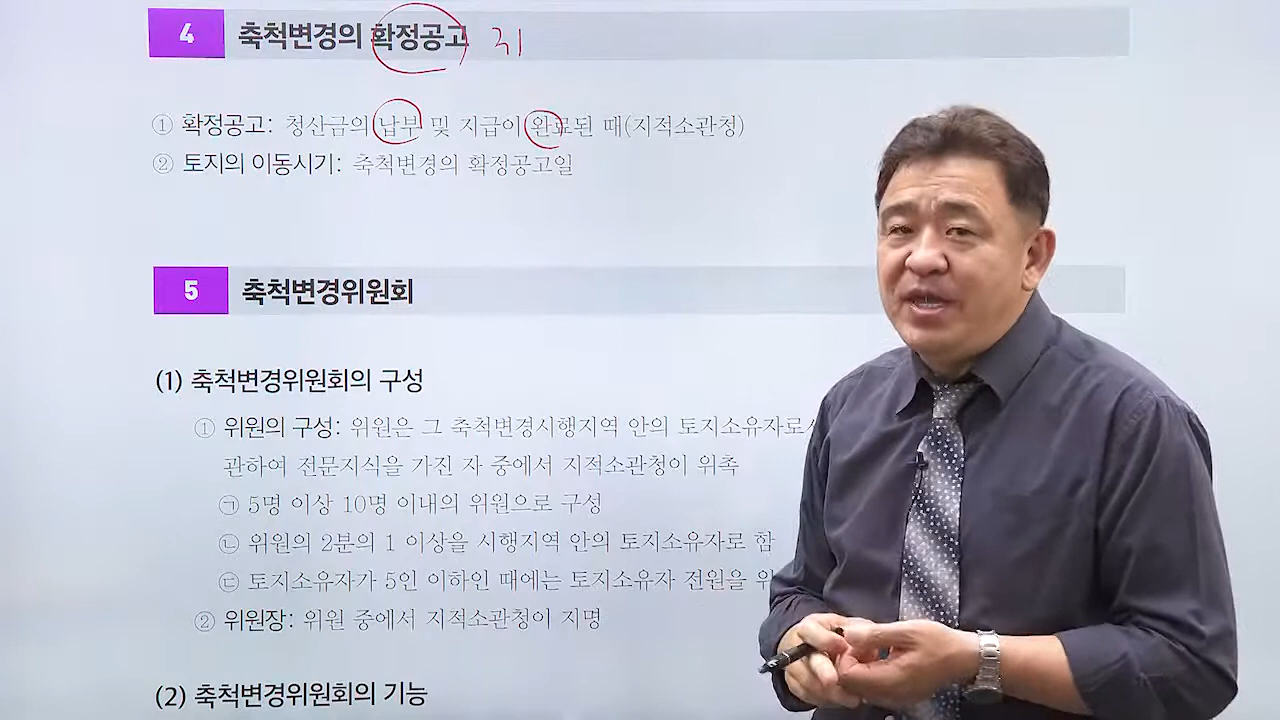 4 축척변경의 확정공고 지
① 확정공고: 청산금의 납부 및 지급이 완료된 때(지적소관청)
② 토지의 이동시기: 축척변경의 확정공고일
5 축척변경위원회
(1) 축척변경위원회의 구성
① 위원의 구성: 위원은 그 축척변경시행지역 안의 토지소유자로
관하여 전문지식을 가진 자 중에서 지적소관청이 위촉
㉠ 5명 이상 10명 이내의 위원으로 구성
㉡ 위원의 2분의 1 이상을 시행지역 안의 토지소유자로 함
㉢ 토지소유자가 5인 이하인 때에는 토지소유자 전원을 위
② 위원장: 위원 중에서 지적소관청이 지명
(2) 축척변경위원회의 기능